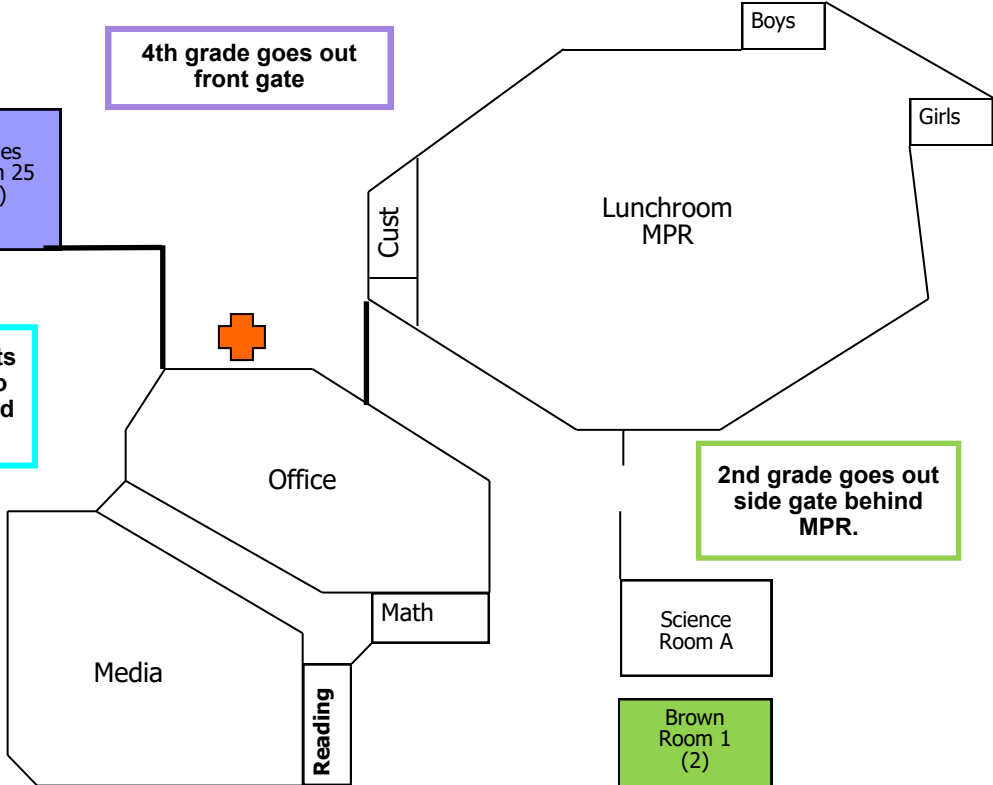 Boys
4th grade goes out
front gate
Girls
25
)
Cust
Lunchroom
MPR
Office
2nd grade goes out
side gate behind
MPR.
Math
Science
Room A
Media
Reading
Brown
Room 1
(2)